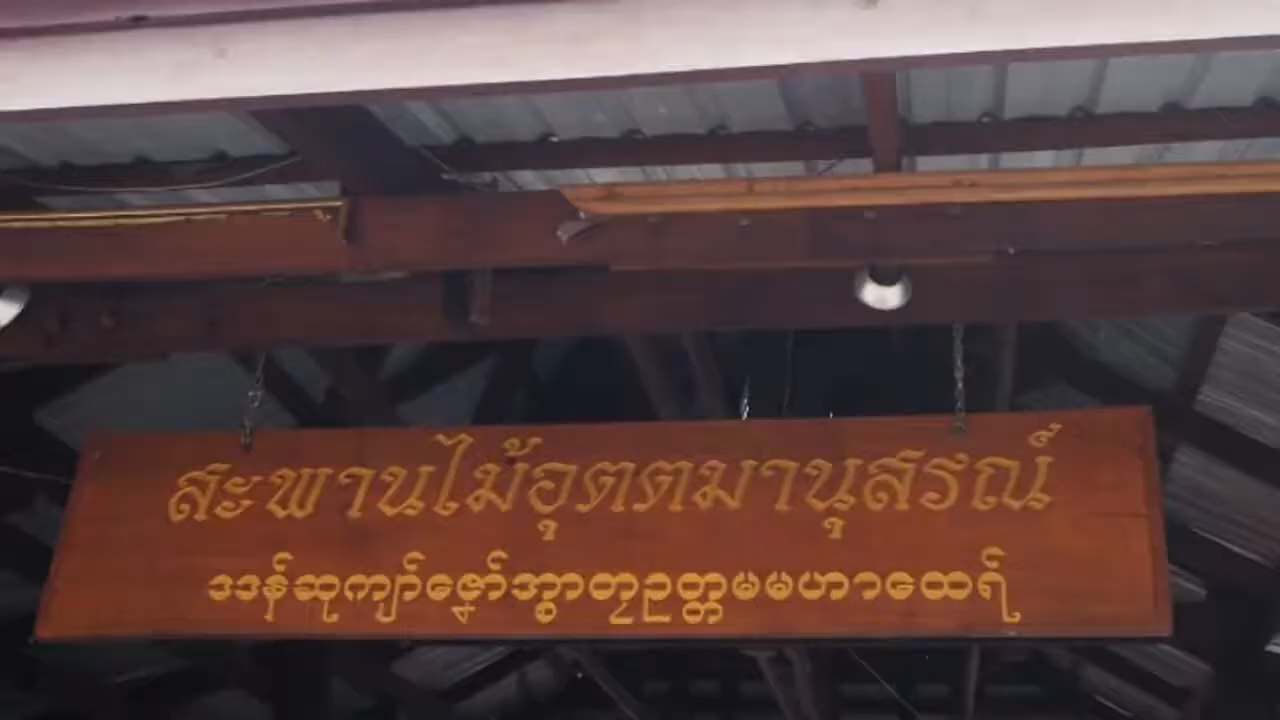 สะพานไม้อุตตมานุสรณ์
ဒဒန်ဆုကျာ်ဇၞော်အ္စာတၠဥတ္တမမဟာထေရ်